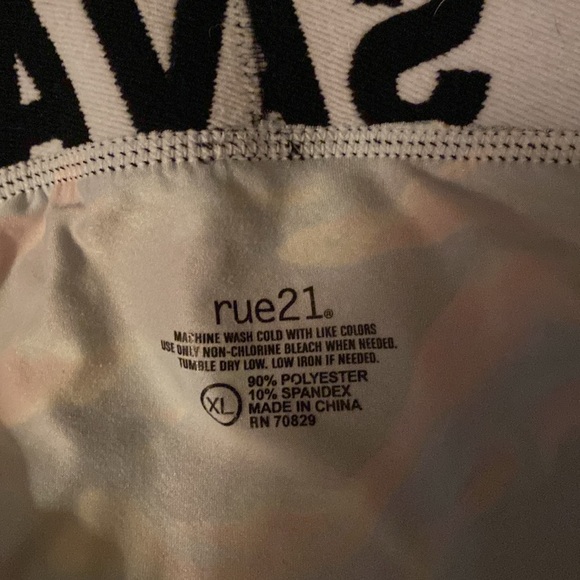 rue21®
MACHINE WASH COLD WITH LIKE COLORS
USE ONLY NON-CHLORINE BLEACH WHEN NEEDED.
TUMBLE DRY LOW. LOW IRON IF NEEDED.
90% POLYESTER
10% SPANDEX
XL MADE IN CHINA
RN 70829